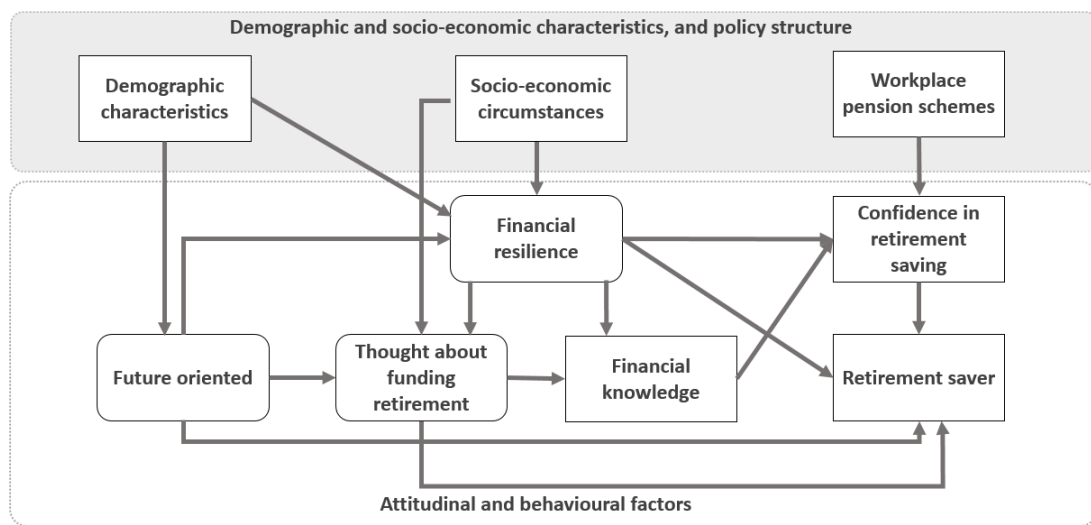 Demographic and socio-economic characteristics, and policy structure
Demographic
characteristics
Socio-economic
circumstances
Workplace
pension schemes
Financial
resilience
Confidence in
retirement
saving
Future oriented
Thought about
funding
retirement
Financial
knowledge
Retirement saver
Attitudinal and behavioural factors